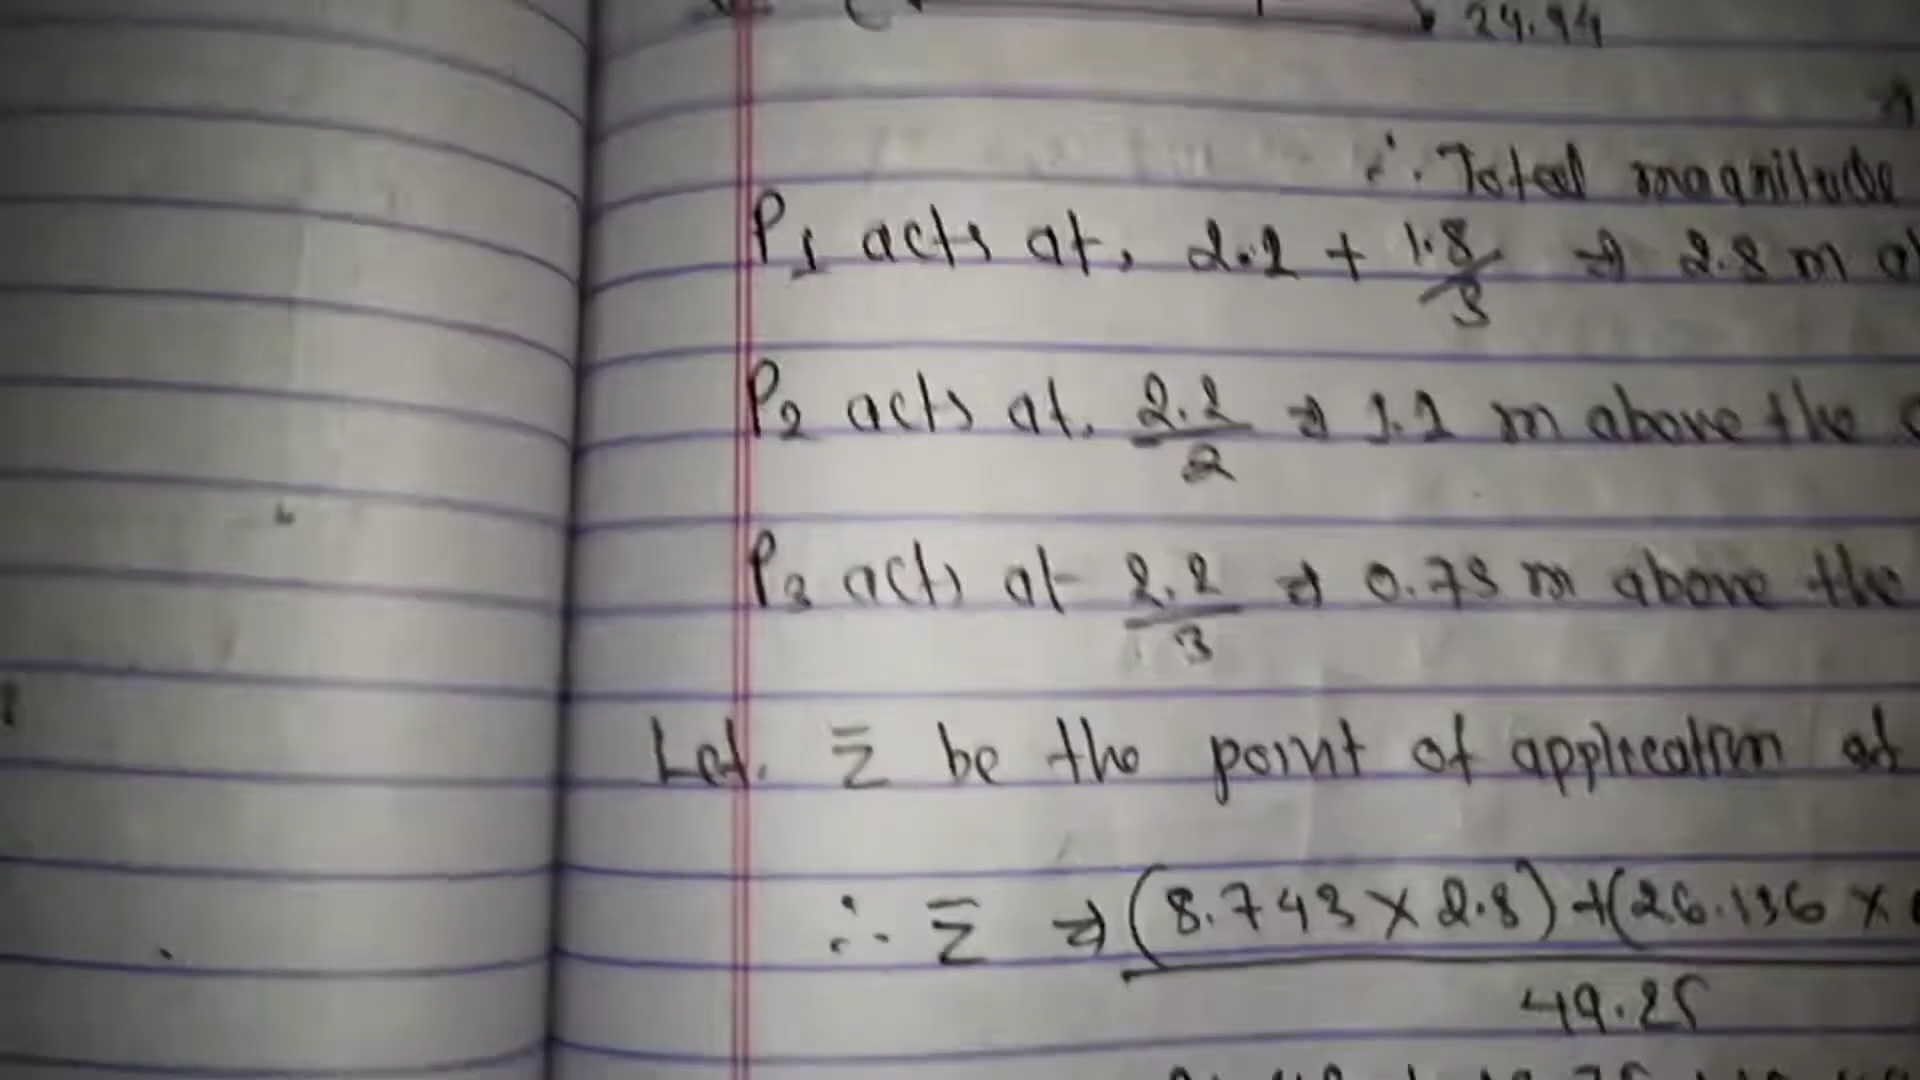 24.94
∴ Total magnitude
P1 acts at, 2.2 + 1.8/3 ⇒ 2.8 m
P2 acts at. 2.2/2 ⇒ 1.1 m above the
P3 acts at 2.2/3 ⇒ 0.73 m above the
Let. z̄ be the point of application of
∴ z̄ ⇒ (8.743 × 2.8) + (26.136 ×
49.25